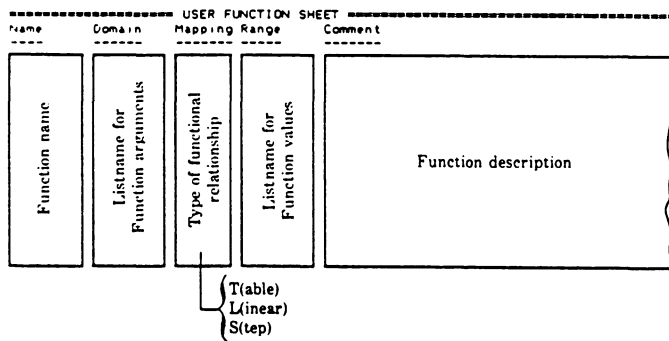 USER FUNCTION SHEET
Name Domain Mapping Range Comment
Function name
Listname for
Function arguments
Type of functional
relationship
Listname for
Function values
Function description
T(able)
L(inear)
S(tep)